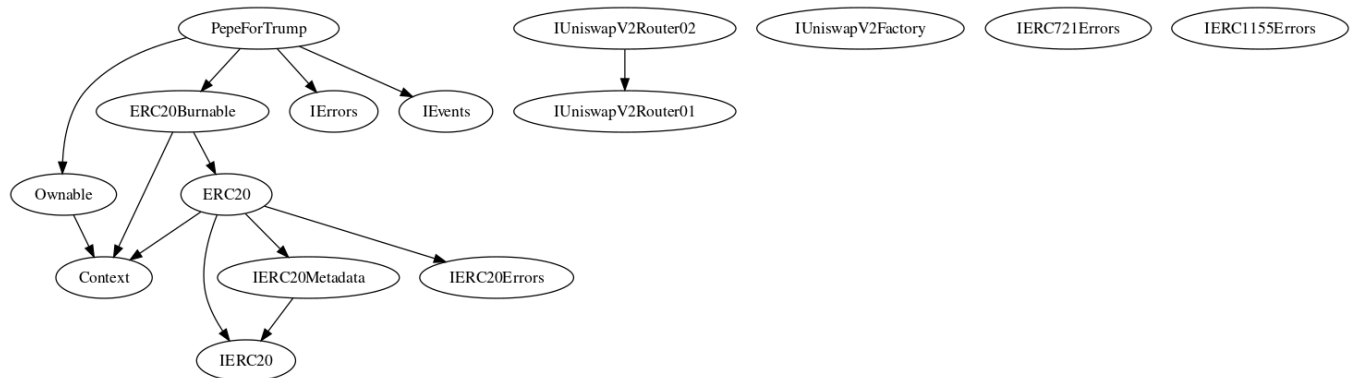 PepeForTrump
IUniswapV2Router02
IUniswapV2Factory
IERC721Errors
IERC1155Errors
ERC20Burnable
IErrors
IEvents
IUniswapV2Router01
Ownable
ERC20
Context
IERC20Metadata
IERC20Errors
IERC20